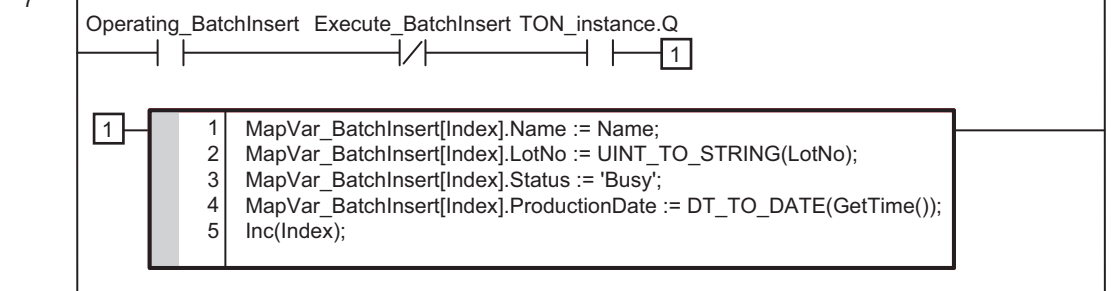 7
Operating_BatchInsert Execute_BatchInsert TON_instance.Q
1
1
1 MapVar_BatchInsert[Index].Name := Name;
2 MapVar_BatchInsert[Index].LotNo := UINT_TO_STRING(LotNo);
3 MapVar_BatchInsert[Index].Status := 'Busy';
4 MapVar_BatchInsert[Index].ProductionDate := DT_TO_DATE(GetTime());
5 Inc(Index);